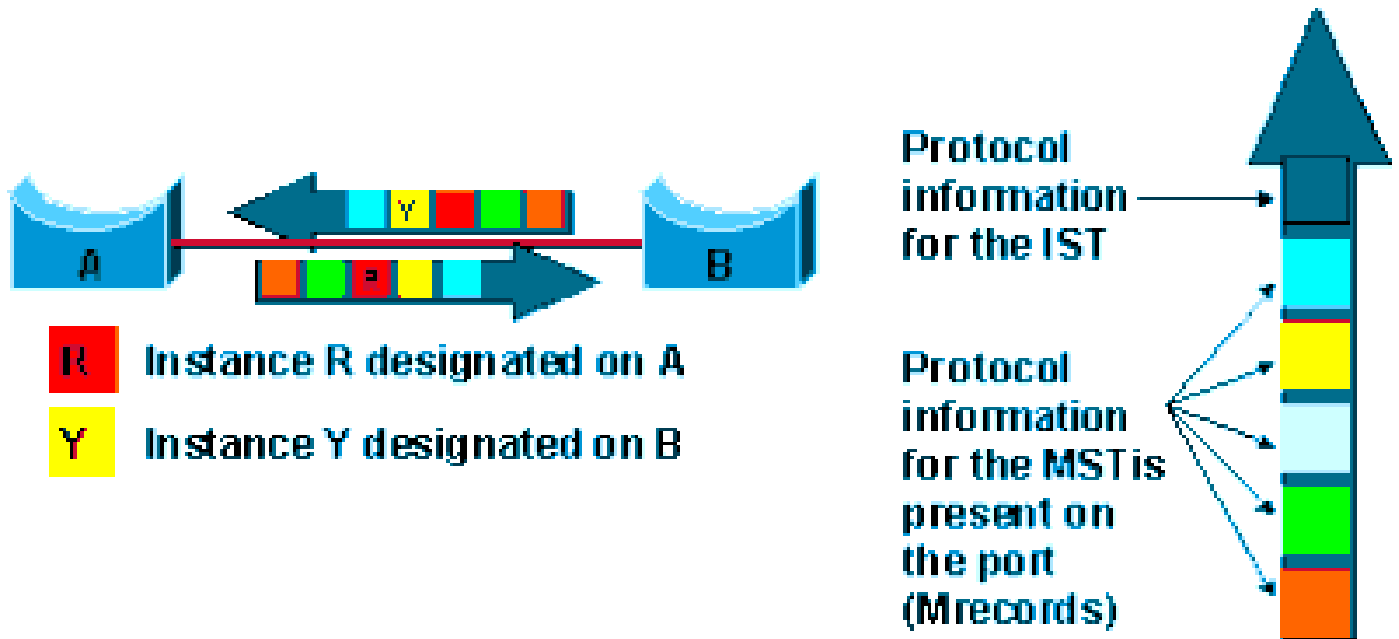 Y
A
B
R
R Instance R designated on A
Y Instance Y designated on B
Protocol
information
for the IST
Protocol
information
for the MSTis
present on
the port
(Mrecords)